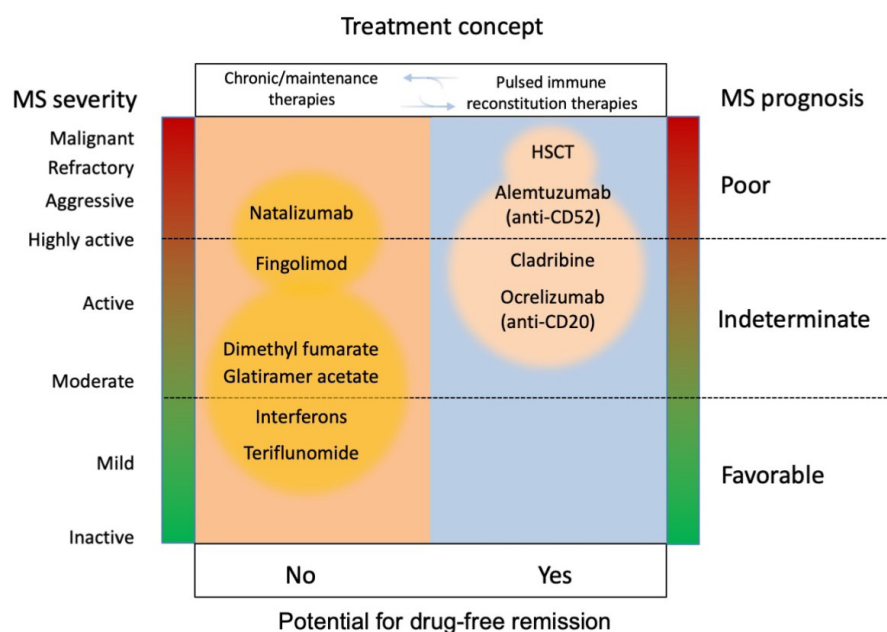 Treatment concept
MS severity
Chronic/maintenance
therapies
Pulsed immune
reconstitution therapies
MS prognosis
Malignant
Refractory
Aggressive
Highly active
Active
Moderate
Mild
Inactive
Natalizumab
Fingolimod
Dimethyl fumarate
Glatiramer acetate
Interferons
Teriflunomide
HSCT
Alemtuzumab
(anti-CD52)
Cladribine
Ocrelizumab
(anti-CD20)
Poor
Indeterminate
Favorable
No
Yes
Potential for drug-free remission